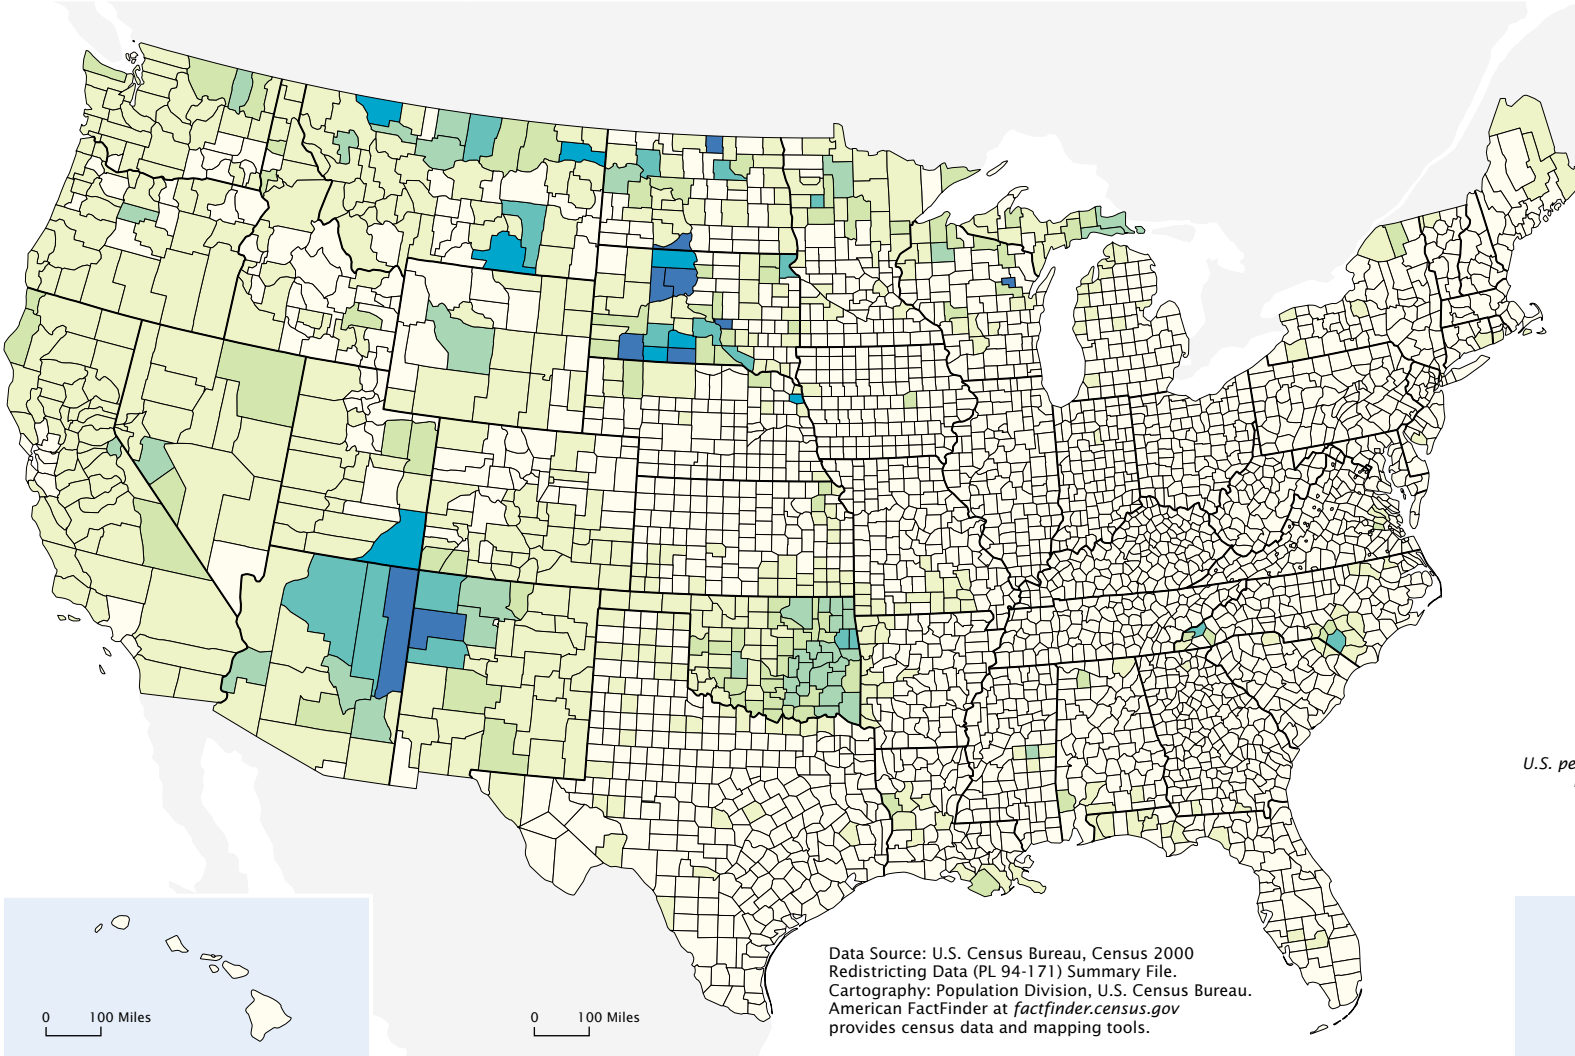 U.S. pe
Data Source: U.S. Census Bureau, Census 2000
Redistricting Data (PL 94-171) Summary File.
Cartography: Population Division, U.S. Census Bureau.
American FactFinder at factfinder.census.gov
provides census data and mapping tools.
0 100 Miles
0 100 Miles